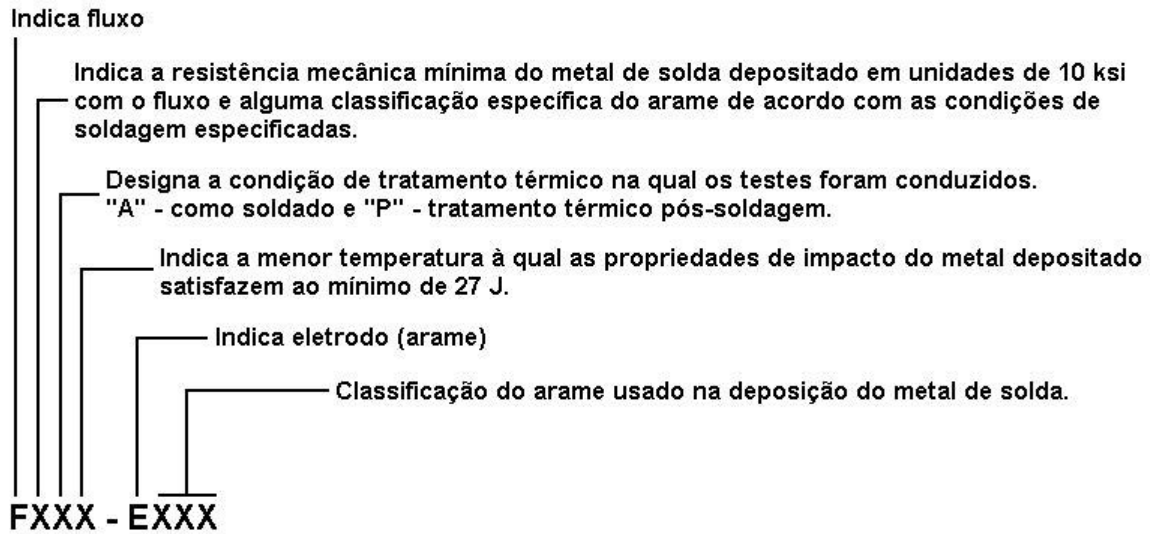 Indica fluxo
Indica a resistência mecânica mínima do metal de solda depositado em unidades de 10 ksi
com o fluxo e alguma classificação específica do arame de acordo com as condições de
soldagem especificadas.
Designa a condição de tratamento térmico na qual os testes foram conduzidos.
"A" - como soldado e "P" - tratamento térmico pós-soldagem.
Indica a menor temperatura à qual as propriedades de impacto do metal depositado
satisfazem ao mínimo de 27 J.
Indica eletrodo (arame)
Classificação do arame usado na deposição do metal de solda.
FXXX - EXXX